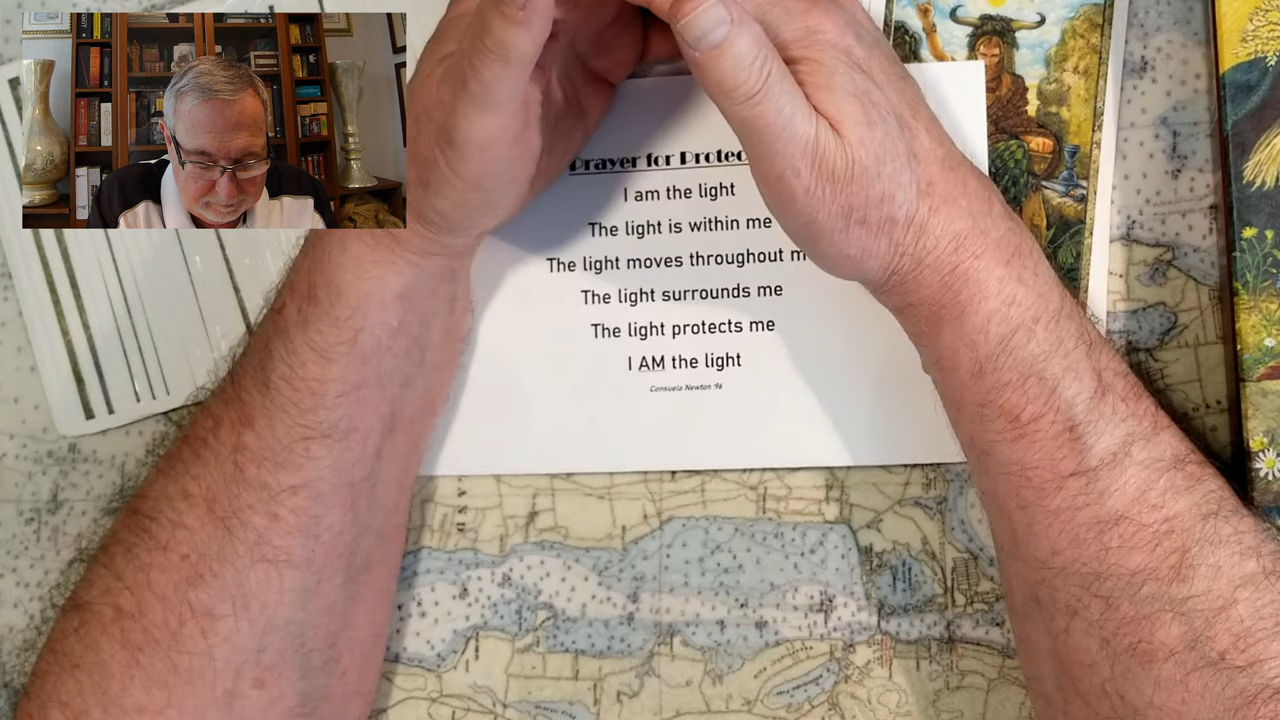 Prayer for Protec
I am the light
The light is within me
The light moves throughout m
The light surrounds me
The light protects me
I AM the light
Consuela Newton '96